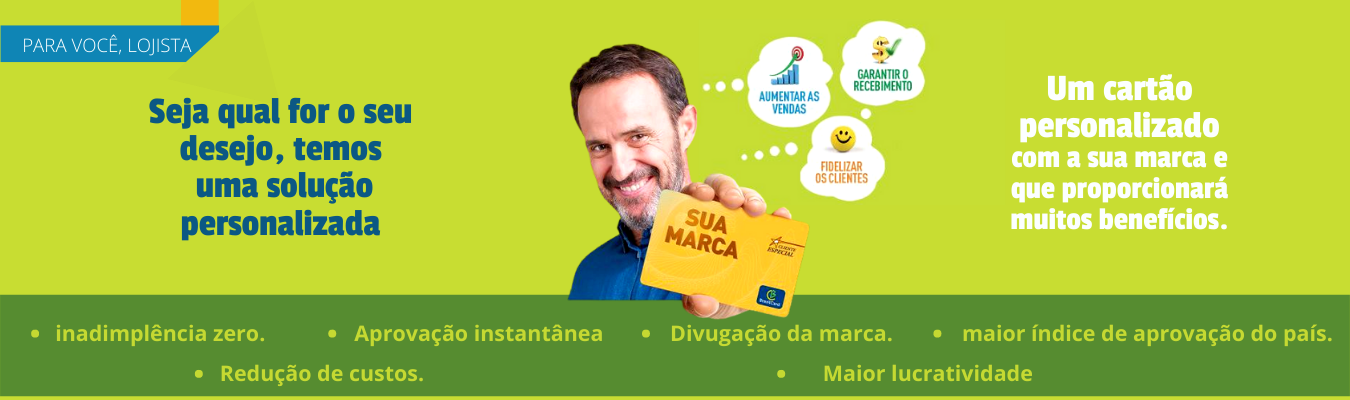 PARA VOCÊ, LOJISTA
Seja qual for o seu
desejo, temos
uma solução
personalizada
AUMENTAR AS
VENDAS
GARANTIR O
RECEBIMENTO
FIDELIZAR
OS CLIENTES
SUA
MARCA
CLIENTE
ESPECIAL
Um cartão
personalizado
com a sua marca e
que proporcionará
muitos benefícios.
• inadimplência zero.
• Aprovação instantânea
• Divugação da marca.
• maior índice de aprovação do país.
• Redução de custos.
• Maior lucratividade